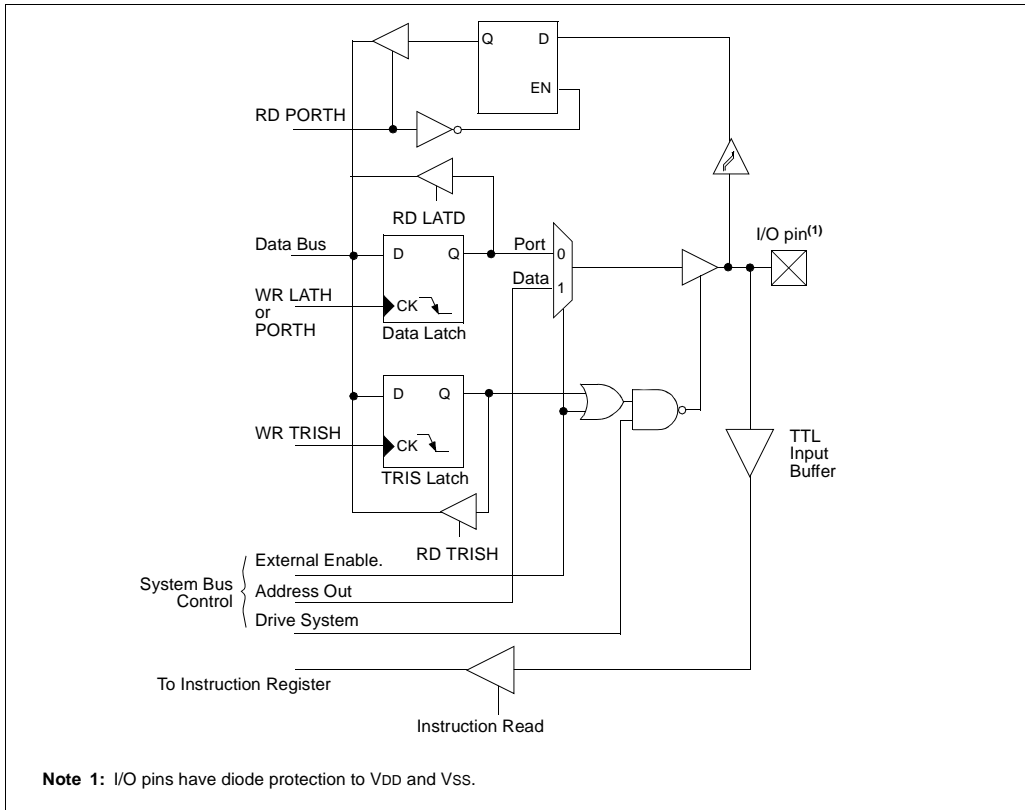 Q D
EN
RD PORTH
RD LATD
Data Bus
D Q
Port 0
I/O pin(1)
Data 1
WR LATH
or
PORTH
CK
Data Latch
D Q
WR TRISH
CK
TRIS Latch
TTL
Input
Buffer
RD TRISH
System Bus
Control
External Enable.
Address Out
Drive System
To Instruction Register
Instruction Read
Note 1: I/O pins have diode protection to VDD and VSS.